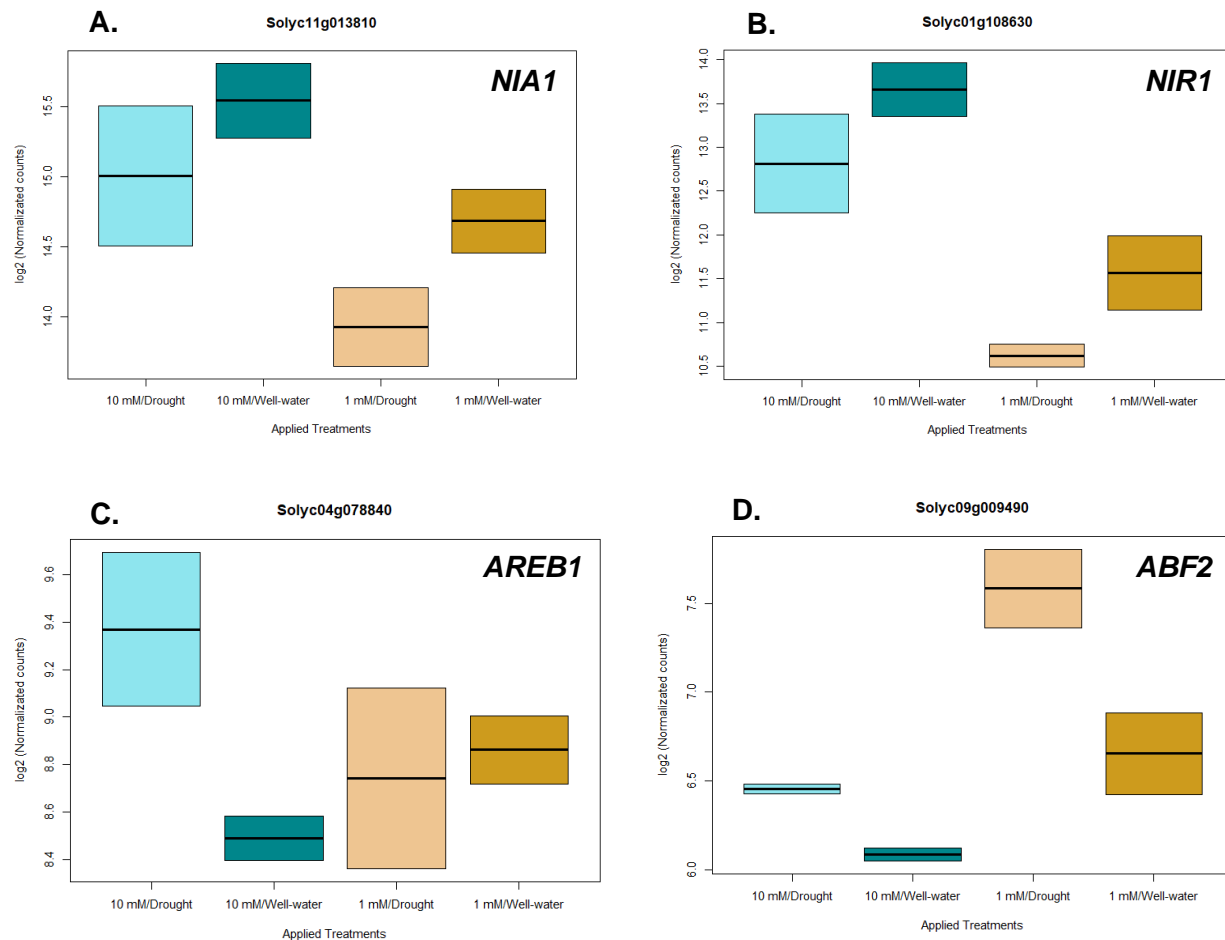 A.
Solyc11g013810
NIA1
log2 (Normalizated counts)
15.5
15.0
14.5
14.0
10 mM/Drought
10 mM/Well-water
1 mM/Drought
1 mM/Well-water
Applied Treatments
B.
Solyc01g108630
NIR1
log2 (Normalizated counts)
14.0
13.5
13.0
12.5
12.0
11.5
11.0
10.5
10 mM/Drought
10 mM/Well-water
1 mM/Drought
1 mM/Well-water
Applied Treatments
C.
Solyc04g078840
AREB1
log2 (Normalizated counts)
9.6
9.4
9.2
9.0
8.8
8.6
8.4
10 mM/Drought
10 mM/Well-water
1 mM/Drought
1 mM/Well-water
Applied Treatments
D.
Solyc09g009490
ABF2
log2 (Normalizated counts)
7.5
7.0
6.5
6.0
10 mM/Drought
10 mM/Well-water
1 mM/Drought
1 mM/Well-water
Applied Treatments